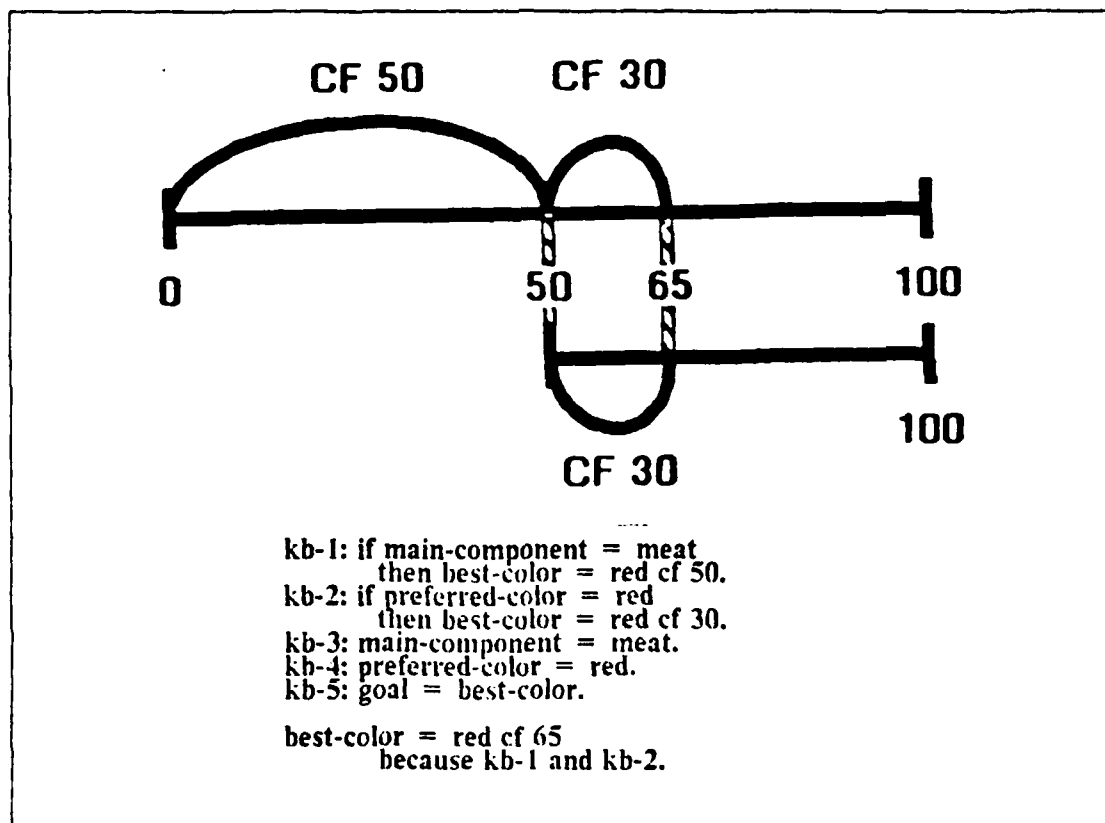 CF 50 CF 30
0 50 65 100
100
CF 30
kb-1: if main-component = meat
then best-color = red cf 50.
kb-2: if preferred-color = red
then best-color = red cf 30.
kb-3: main-component = meat.
kb-4: preferred-color = red.
kb-5: goal = best-color.
best-color = red cf 65
because kb-1 and kb-2.